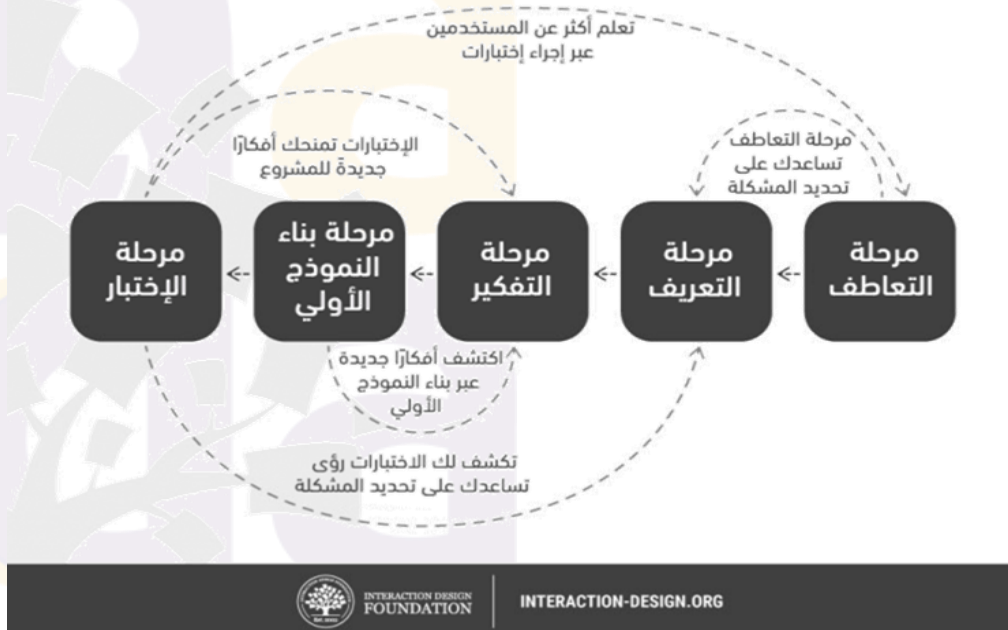 تعلم أكثر عن المستخدمين
عبر إجراء إختبارات
مرحلة التعاطف
تساعدك على
تحديد المشكلة
الإختبارات تمنحك أفكارًا
جديدةً للمشروع
مرحلة
التعاطف
مرحلة
التعريف
مرحلة
التفكير
مرحلة بناء
النموذج
الأولي
مرحلة
الإختبار
اكتشف أفكارًا جديدة
عبر بناء النموذج
الأولي
تكشف لك الاختبارات رؤى
تساعدك على تحديد المشكلة
INTERACTION DESIGN
FOUNDATION
INTERACTION-DESIGN.ORG